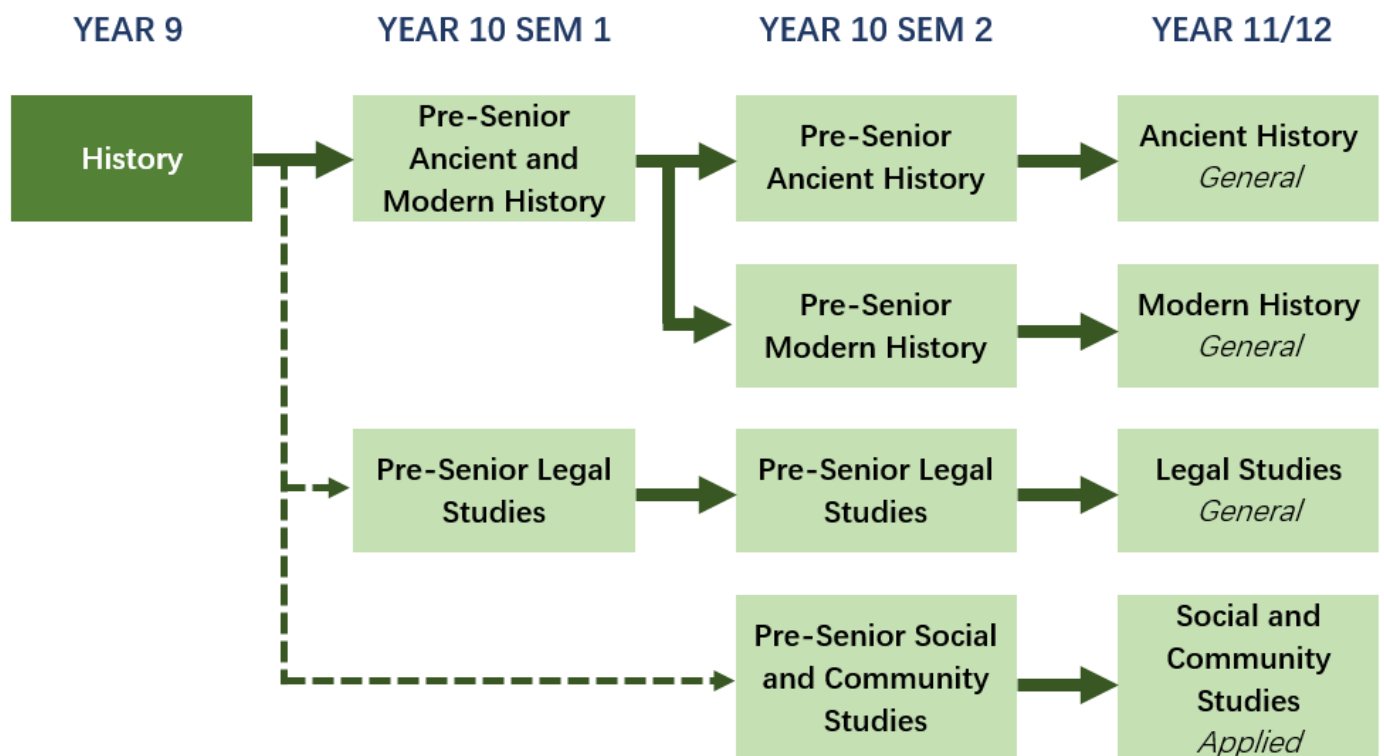 YEAR 9
YEAR 10 SEM 1
YEAR 10 SEM 2
YEAR 11/12
History
Pre-Senior
Ancient and
Modern History
Pre-Senior
Ancient History
Ancient History
General
Pre-Senior
Modern History
Modern History
General
Pre-Senior Legal
Studies
Pre-Senior Legal
Studies
Legal Studies
General
Pre-Senior Social
and Community
Studies
Social and
Community
Studies
Applied